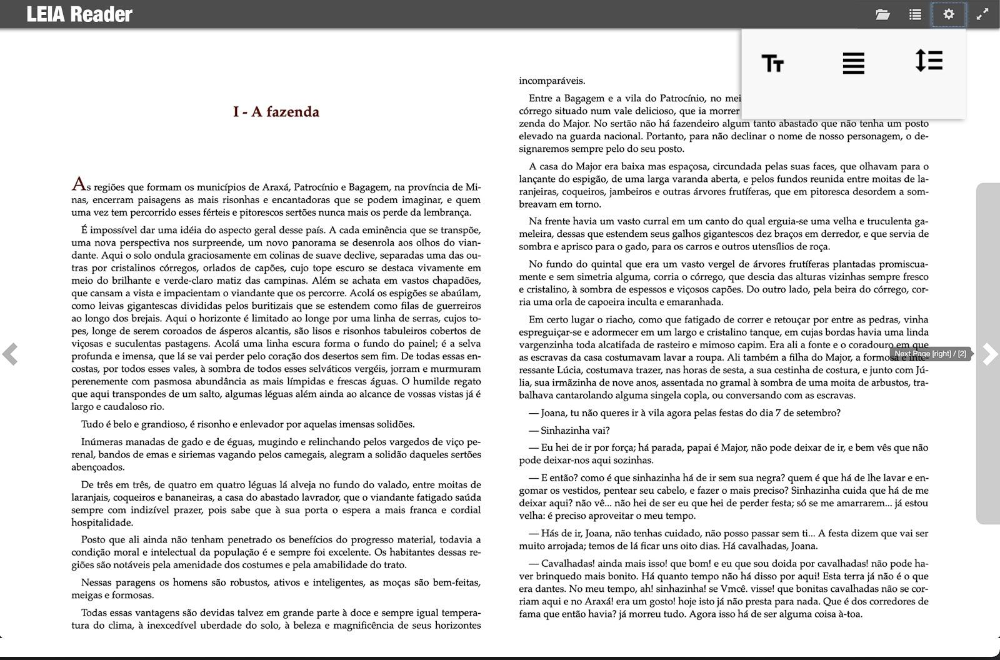 LEIA Reader
I - A fazenda
As regiões que formam os municípios de Araxá, Patrocínio e Bagagem, na província de Mi-
nas, encerram paisagens as mais risonhas e encantadoras que se podem imaginar, e quem
uma vez tem percorrido esses férteis e pitorescos sertões nunca mais os perde da lembrança.
É impossível dar uma idéia do aspecto geral desse país. A cada eminência que se transpõe,
uma nova perspectiva nos surpreende, um novo panorama se desenrola aos olhos do vian-
dante. Aqui o solo ondula graciosamente em colinas de suave declive, separadas uma das ou-
tras por cristalinos córregos, orlados de capões, cujo tope escuro se destaca vivamente em
meio do brilhante e verde-claro matiz das campinas. Além se achata em vastos chapadões,
que cansam a vista e impacientam o viandante que os percorre. Acolá os espigões se abaúlam,
como leivas gigantescas divididas pelos buritizais que se estendem como filas de guerreiros
ao longo dos brejais. Aqui o horizonte é limitado ao longe por uma linha de serras, cujos to-
pes, longe de serem coroados de ásperos alcantis, são lisos e risonhos tabuleiros cobertos de
viçosas e suculentas pastagens. Acolá uma linha escura forma o fundo do painel; é a selva
profunda e imensa, que lá se vai perder pelo coração dos desertos sem fim. De todas essas en-
costas, por todos esses vales, à sombra de todos esses selváticos vergéis, jorram e murmuram
perenemente com pasmosa abundância as mais límpidas e frescas águas. O humilde regato
que aqui transpondes de um salto, algumas léguas além ainda ao alcance de vossas vistas já é
largo e caudaloso rio.
Tudo é belo e grandioso, é risonho e enlevador por aquelas imensas solidões.
Inúmeras manadas de gado e de éguas, mugindo e relinchando pelos vargedos de viço pe-
renal, bandos de emas e siriemas vagando pelos camegais, alegram a solidão daqueles sertões
abençoados.
De três em três, de quatro em quatro léguas lá alveja no fundo do valado, entre moitas de
laranjais, coqueiros e bananeiras, a casa do abastado lavrador, que o viandante fatigado saúda
sempre com indizível prazer, pois sabe que à sua porta o espera a mais franca e cordial
hospitalidade.
Posto que ali ainda não tenham penetrado os benefícios do progresso material, todavia a
condição moral e intelectual da população é e sempre foi excelente. Os habitantes dessas re-
giões são notáveis pela amenidade dos costumes e pela amabilidade do trato.
Nessas paragens os homens são robustos, ativos e inteligentes, as moças são bem-feitas,
meigas e formosas.
Todas essas vantagens são devidas talvez em grande parte à doce e sempre igual tempera-
tura do clima, à inexcedível uberdade do solo, à beleza e magnificência de seus horizontes
incomparáveis.
Entre a Bagagem e a vila do Patrocínio, no mei
córrego situado num vale delicioso, que ia morrer
zenda do Major. No sertão não há fazendeiro algum tanto abastado que não tenha um posto
elevado na guarda nacional. Portanto, para não declinar o nome de nosso personagem, o de-
signaremos sempre pelo do seu posto.
A casa do Major era baixa mas espaçosa, circundada pelas suas faces, que olhavam para o
lançante do espigão, de uma larga varanda aberta, e pelos fundos reunida entre moitas de la-
ranjeiras, coqueiros, jambeiros e outras árvores frutíferas, que em pitoresca desordem a som-
breavam em torno.
Na frente havia um vasto curral em um canto do qual erguia-se uma velha e truculenta ga-
meleira, dessas que estendem seus galhos gigantescos dez braços em derredor, e que servia de
sombra e aprisco para o gado, para os carros e outros utensílios de roça.
No fundo do quintal que era um vasto vergel de árvores frutíferas plantadas promiscua-
mente e sem simetria alguma, corria o córrego, que descia das alturas vizinhas sempre fresco
e cristalino, à sombra de espessos e viçosos capões. Do outro lado, pela beira do córrego, cor-
ria uma orla de capoeira inculta e emaranhada.
Em certo lugar o riacho, como que fatigado de correr e retouçar por entre as pedras, vinha
espreguiçar-se e adormecer em um largo e cristalino tanque, em cujas bordas havia uma linda
vargenzinha toda alcatifada de rasteiro e mimoso capim. Era ali a fonte e o coradouro em que
as escravas da casa costumavam lavar a roupa. Ali também a filha do Major, a formosa e inte-
Next Page [right] / [2]
ressante Lúcia, costumava trazer, nas horas de sesta, a sua cestinha de costura, e junto com Jú-
lia, sua irmãzinha de nove anos, assentada no gramal à sombra de uma moita de arbustos, tra-
balhava cantarolando alguma singela copla, ou conversando com as escravas.
— Joana, tu não queres ir à vila agora pelas festas do dia 7 de setembro?
— Sinhazinha vai?
— Eu hei de ir por força; há parada, papai é Major, não pode deixar de ir, e bem vês que não
pode deixar-nos aqui sozinhas.
— E então? como é que sinhazinha há de ir sem sua negra? quem é que há de lhe lavar e en-
gomar os vestidos, pentear seu cabelo, e fazer o mais preciso? Sinhazinha cuida que há de me
deixar aqui? não vê... não hei de ser eu que hei de perder festa; só se me amarrarem... já estou
velha: é preciso aproveitar o meu tempo.
— Hás de ir, Joana, não tenhas cuidado, não posso passar sem ti... A festa dizem que vai ser
muito arrojada; temos de lá ficar uns oito dias. Há cavalhadas, Joana.
— Cavalhadas! ainda mais isso! que bom! e eu que sou doida por cavalhadas! não pode ha-
ver brinquedo mais bonito. Há quanto tempo não há disso por aqui! Esta terra já não é o que
era dantes. No meu tempo, ah! sinhazinha! se Vmcê. visse! que bonitas cavalhadas não se cor-
riam aqui e no Araxá! era um gosto! hoje isto já não presta para nada. Que é dos corredores de
fama que então havia? já morreu tudo. Agora isso há de ser alguma coisa à-toa.